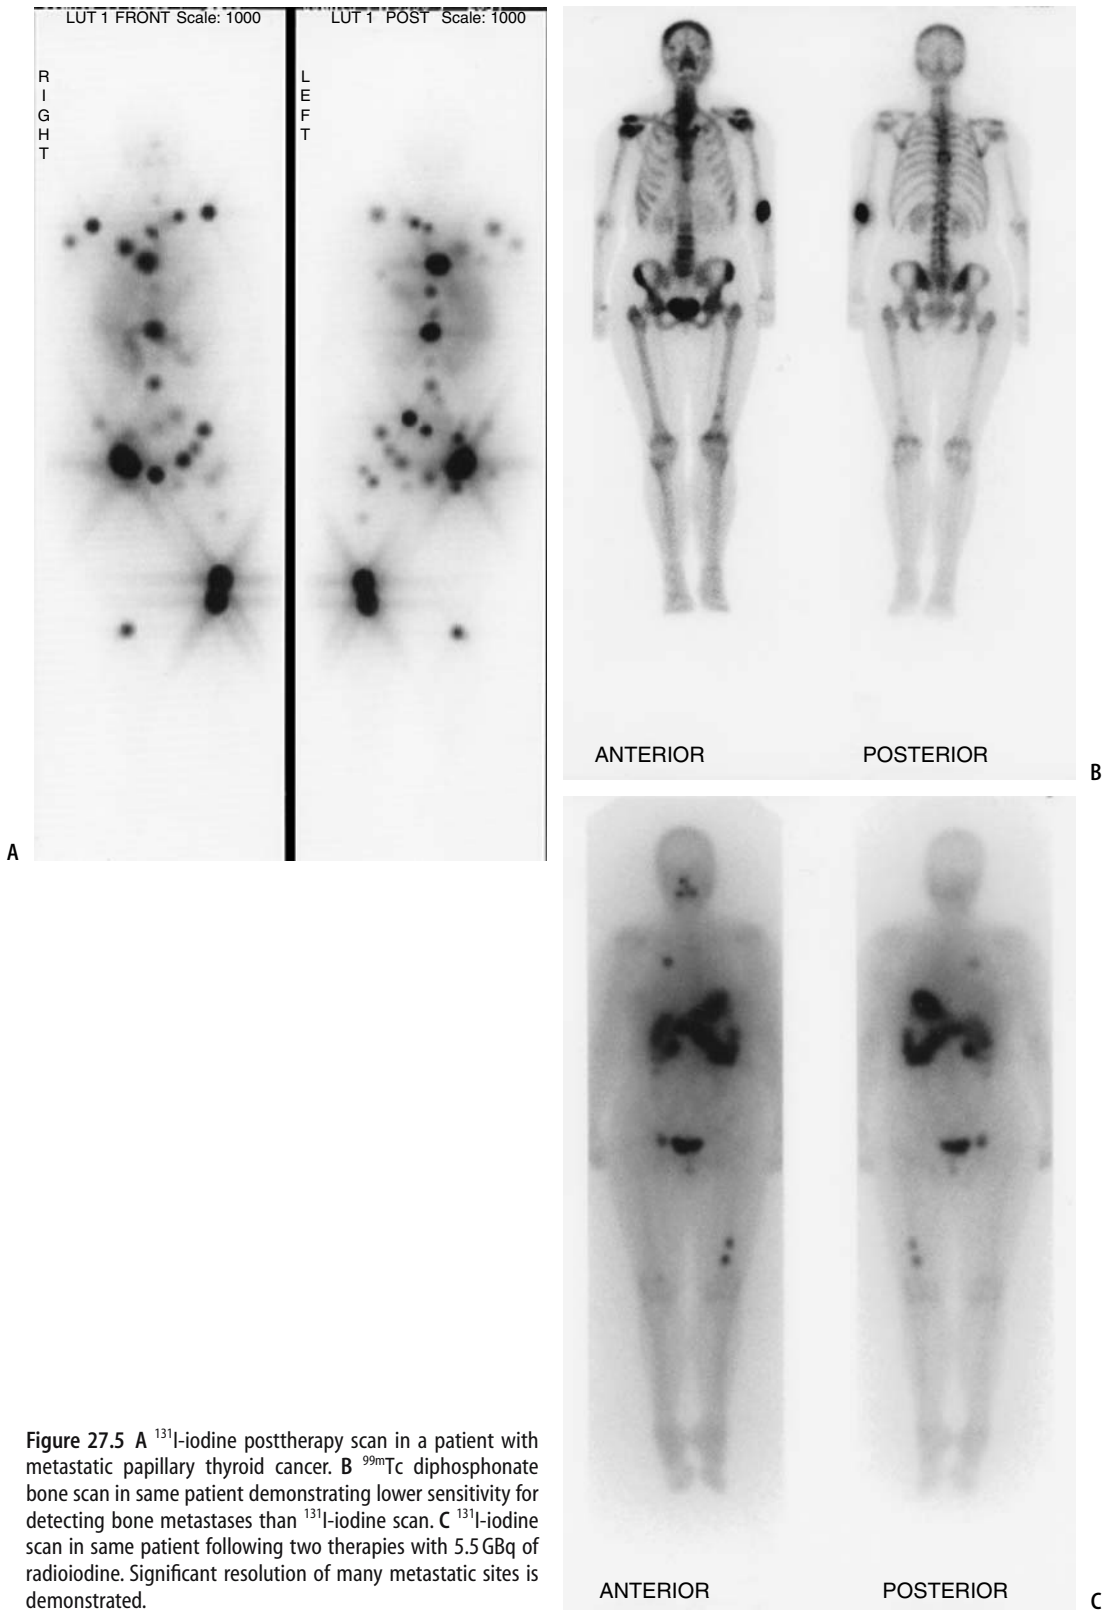 LUT 1 FRONT Scale: 1000
LUT 1 POST Scale: 1000
R
I
G
H
T
L
E
F
T
A
ANTERIOR
POSTERIOR
B
ANTERIOR
POSTERIOR
C
Figure 27.5 A ¹³¹I-iodine posttherapy scan in a patient with
metastatic papillary thyroid cancer. B ⁹⁹ᵐTc diphosphonate
bone scan in same patient demonstrating lower sensitivity for
detecting bone metastases than ¹³¹I-iodine scan. C ¹³¹I-iodine
scan in same patient following two therapies with 5.5 GBq of
radioiodine. Significant resolution of many metastatic sites is
demonstrated.